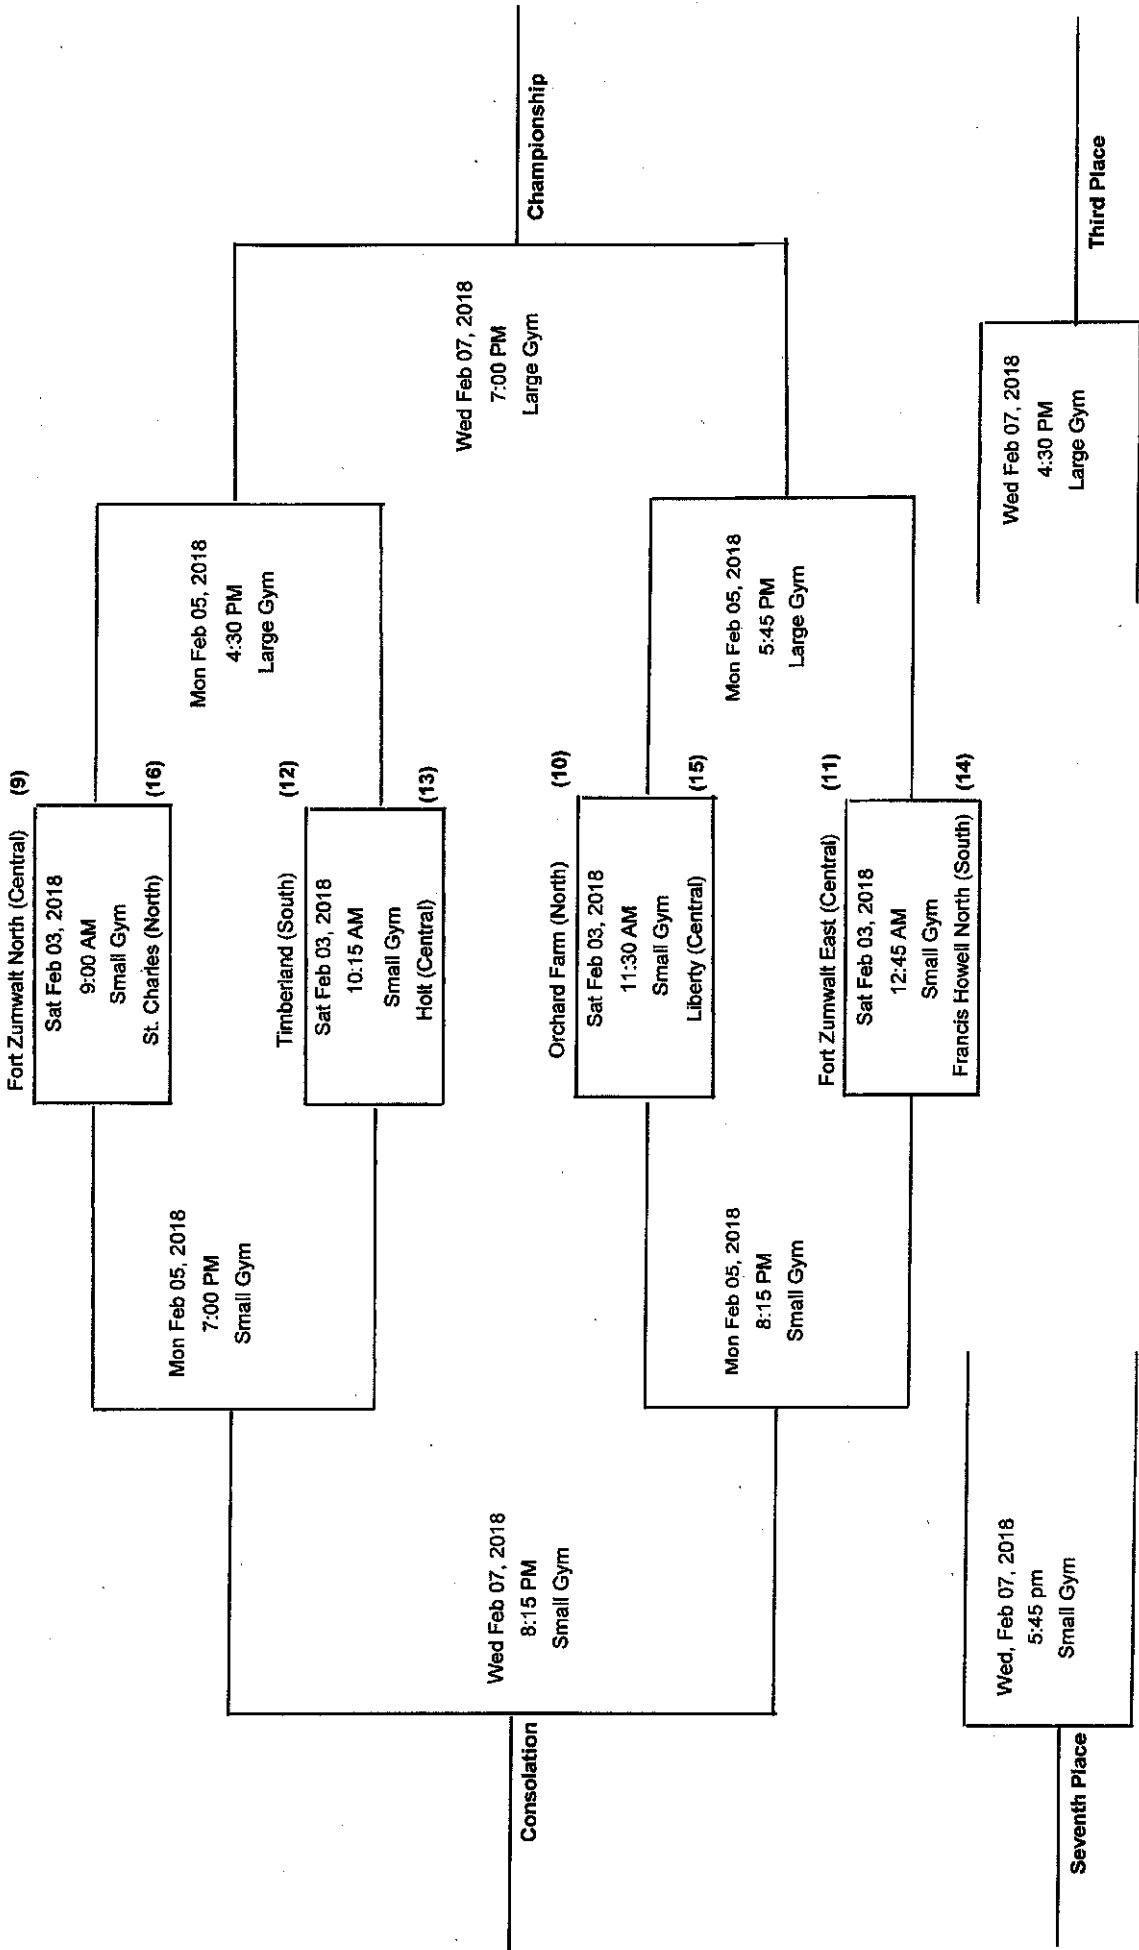 Fort Zumwalt North (Central) (9)
Sat Feb 03, 2018
9:00 AM
Small Gym
St. Charles (North) (16)
Timberland (South) (12)
Sat Feb 03, 2018
10:15 AM
Small Gym
Holt (Central) (13)
Orchard Farm (North) (10)
Sat Feb 03, 2018
11:30 AM
Small Gym
Liberty (Central) (15)
Fort Zumwalt East (Central) (11)
Sat Feb 03, 2018
12:45 AM
Small Gym
Francis Howell North (South) (14)
Mon Feb 05, 2018
4:30 PM
Large Gym
Mon Feb 05, 2018
5:45 PM
Large Gym
Wed Feb 07, 2018
7:00 PM
Large Gym
Championship
Wed Feb 07, 2018
4:30 PM
Large Gym
Third Place
Mon Feb 05, 2018
7:00 PM
Small Gym
Mon Feb 05, 2018
8:15 PM
Small Gym
Wed Feb 07, 2018
8:15 PM
Small Gym
Consolation
Wed, Feb 07, 2018
5:45 pm
Small Gym
Seventh Place